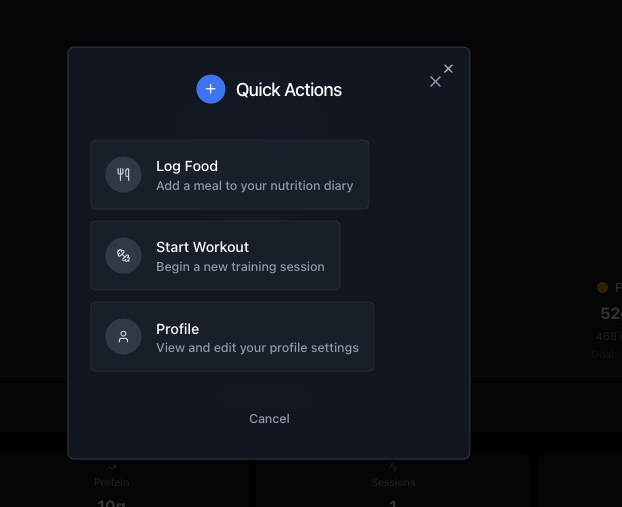 Quick Actions
Log Food
Add a meal to your nutrition diary
Start Workout
Begin a new training session
Profile
View and edit your profile settings
Cancel
F
52
468
Goal:
Protein
Sessions
10g
1